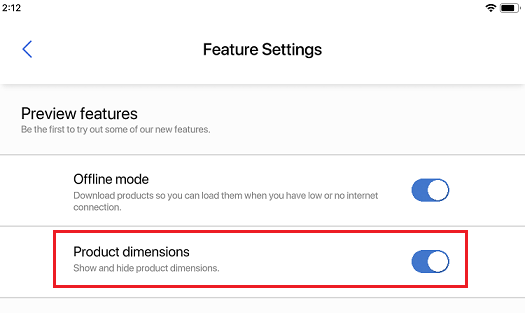 2:12
Feature Settings
Preview features
Be the first to try out some of our new features.
Offline mode
Download products so you can load them when you have low or no internet
connection.
Product dimensions
Show and hide product dimensions.